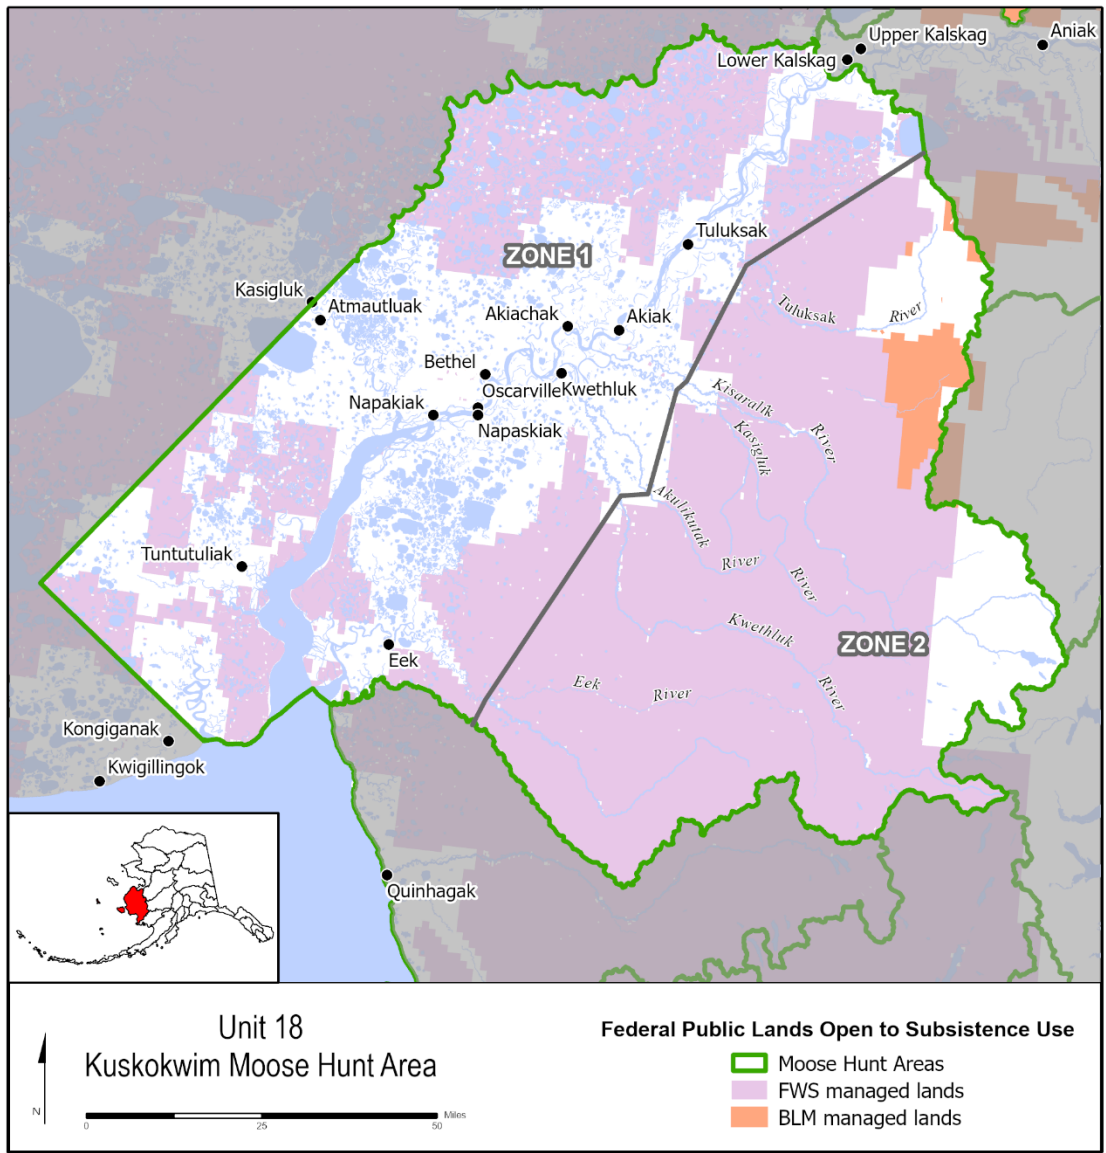 Upper Kalskag
Aniak
Lower Kalskag
Tuluksak
ZONE 1
Kasigluk
Atmautluak
Akiachak
Akiak
Tuluksak
River
Bethel
Oscarville
Kwethluk
Kisaralik
River
Napakiak
Napaskiak
Kasigluk
River
Akulikutak
River
Tuntutuliak
Kwethluk
River
ZONE 2
Eek
Eek
River
Kongiganak
Kwigillingok
Quinhagak
Unit 18
Kuskokwim Moose Hunt Area
N
0
25
50
Miles
Federal Public Lands Open to Subsistence Use
Moose Hunt Areas
FWS managed lands
BLM managed lands